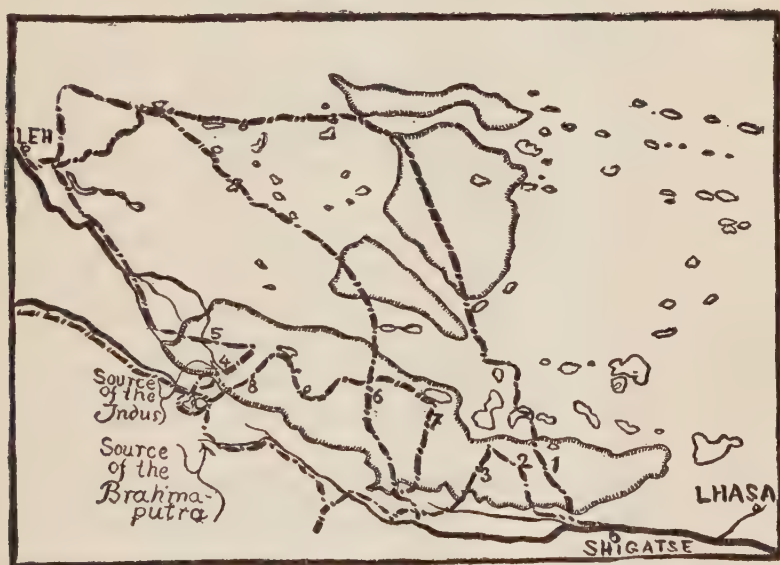 LEH
5
4
Source
of the
Indus
8
6
7
3
2
1
Source
of the
Brahma-
putra
LHASA
SHIGATSE